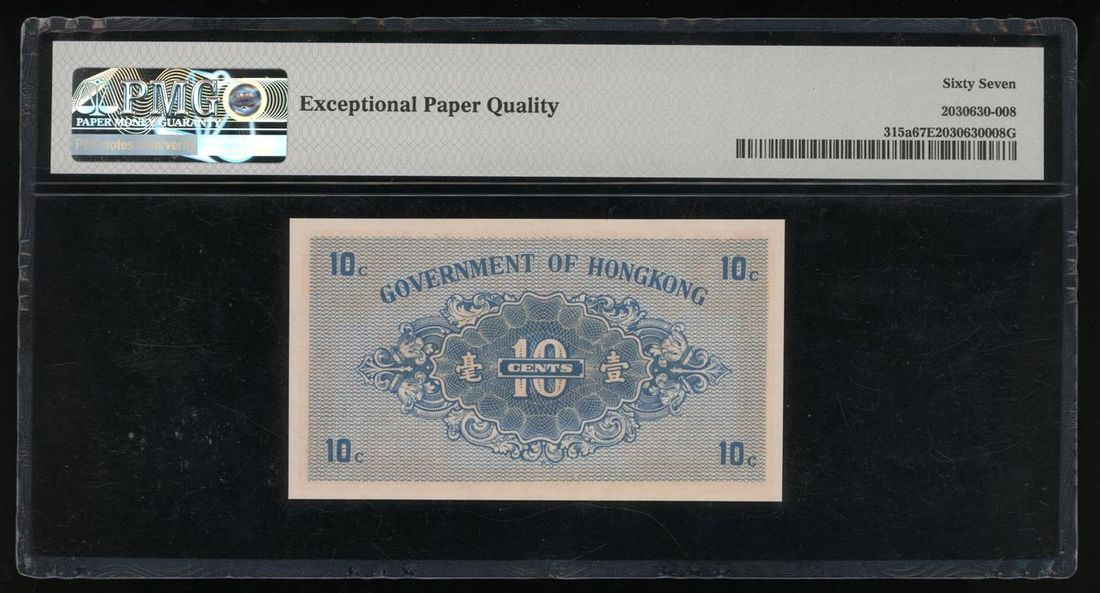 PMG
PAPER MONEY GUARANTY
Exceptional Paper Quality
Sixty Seven
2030630-008
315a67E2030630008G
10c
10c
GOVERNMENT OF HONGKONG
毫 10 壹
CENTS
10c
10c